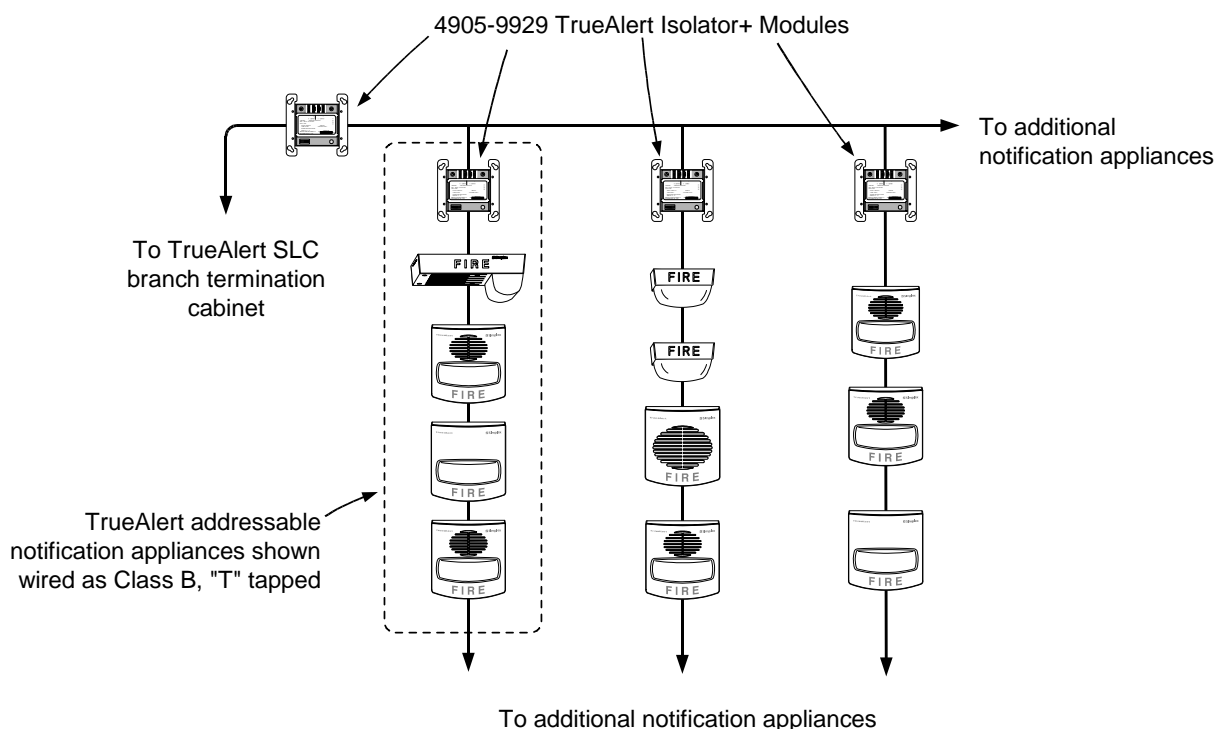 4905-9929 TrueAlert Isolator+ Modules
To additional
notification appliances
To TrueAlert SLC
branch termination
cabinet
FIRE
FIRE
FIRE
FIRE
FIRE
FIRE
FIRE
FIRE
FIRE
FIRE
FIRE
TrueAlert addressable
notification appliances shown
wired as Class B, "T" tapped
To additional notification appliances